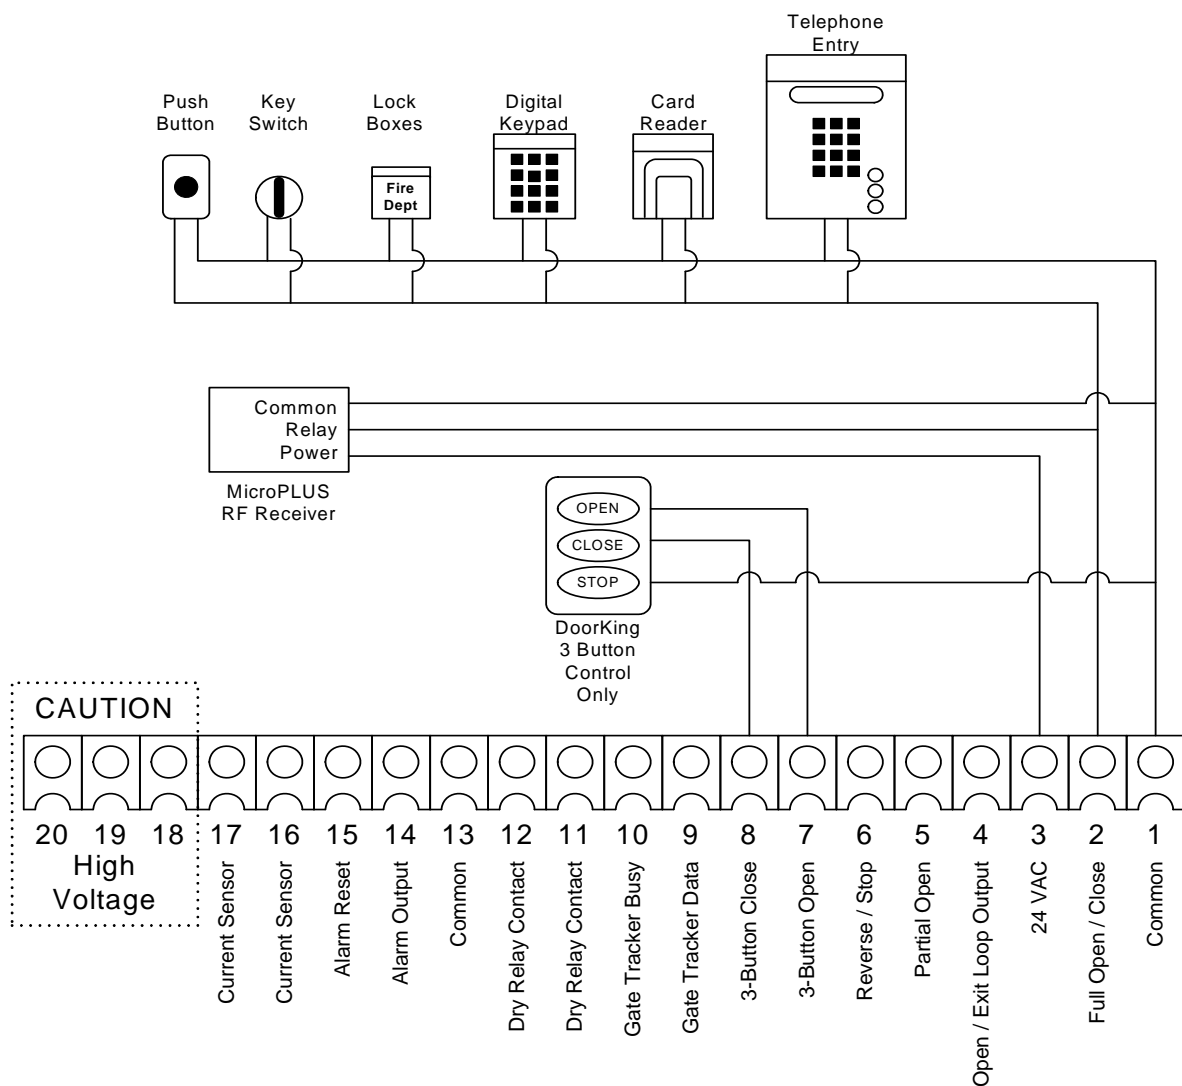 Telephone
Entry
Push
Button
Key
Switch
Lock
Boxes
Digital
Keypad
Card
Reader
Fire
Dept
Common
Relay
Power
MicroPLUS
RF Receiver
OPEN
CLOSE
STOP
DoorKing
3 Button
Control
Only
CAUTION
20 19 18 17 16 15 14 13 12 11 10 9 8 7 6 5 4 3 2 1
High
Voltage
Current Sensor
Current Sensor
Alarm Reset
Alarm Output
Common
Dry Relay Contact
Dry Relay Contact
Gate Tracker Busy
Gate Tracker Data
3-Button Close
3-Button Open
Reverse / Stop
Partial Open
Open / Exit Loop Output
24 VAC
Full Open / Close
Common